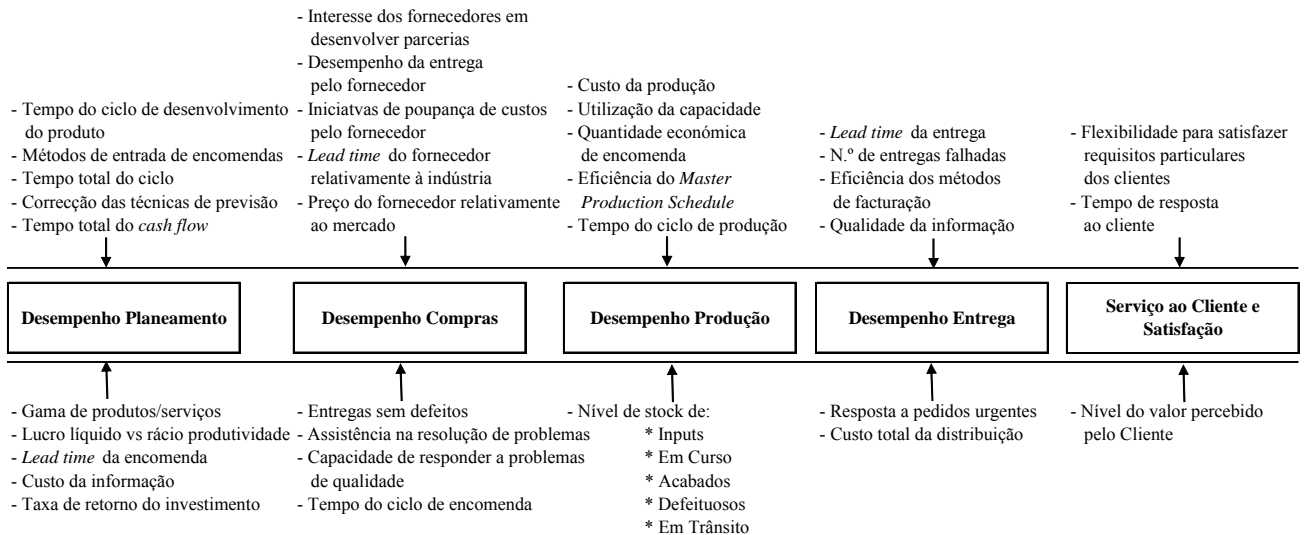 - Tempo do ciclo de desenvolvimento
do produto
- Métodos de entrada de encomendas
- Tempo total do ciclo
- Correcção das técnicas de previsão
- Tempo total do cash flow
- Interesse dos fornecedores em
desenvolver parcerias
- Desempenho da entrega
pelo fornecedor
- Iniciatvas de poupança de custos
pelo fornecedor
- Lead time do fornecedor
relativamente à indústria
- Preço do fornecedor relativamente
ao mercado
- Custo da produção
- Utilização da capacidade
- Quantidade económica
de encomenda
- Eficiência do Master
Production Schedule
- Tempo do ciclo de produção
- Lead time da entrega
- N.º de entregas falhadas
- Eficiência dos métodos
de facturação
- Qualidade da informação
- Flexibilidade para satisfazer
requisitos particulares
dos clientes
- Tempo de resposta
ao cliente
Desempenho Planeamento
Desempenho Compras
Desempenho Produção
Desempenho Entrega
Serviço ao Cliente e
Satisfação
- Gama de produtos/serviços
- Lucro líquido vs rácio produtividade
- Lead time da encomenda
- Custo da informação
- Taxa de retorno do investimento
- Entregas sem defeitos
- Assistência na resolução de problemas
- Capacidade de responder a problemas
de qualidade
- Tempo do ciclo de encomenda
- Nível de stock de:
* Inputs
* Em Curso
* Acabados
* Defeituosos
* Em Trânsito
- Resposta a pedidos urgentes
- Custo total da distribuição
- Nível do valor percebido
pelo Cliente